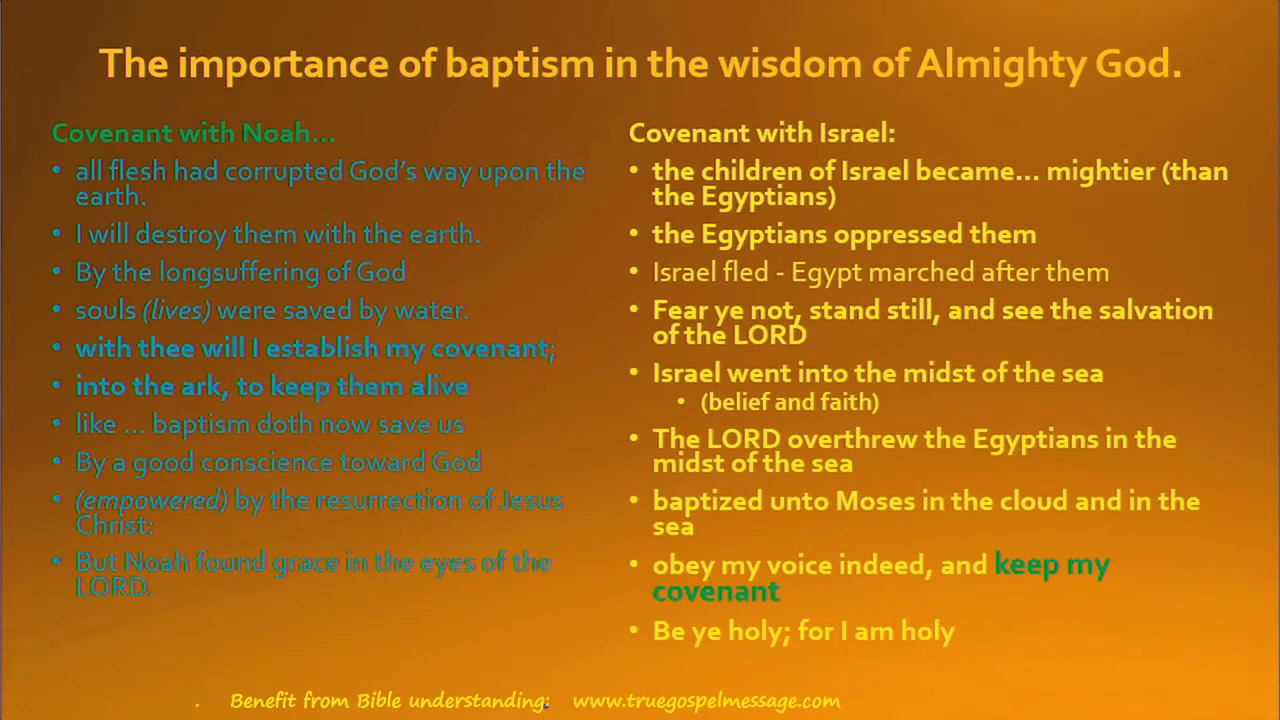 The importance of baptism in the wisdom of Almighty God.
Covenant with Noah...
• all flesh had corrupted God's way upon the
earth.
• I will destroy them with the earth.
• By the longsuffering of God
• souls (lives) were saved by water.
• with thee will I establish my covenant;
• into the ark, to keep them alive
• like ... baptism doth now save us
• By a good conscience toward God
• (empowered) by the resurrection of Jesus
Christ:
• But Noah found grace in the eyes of the
LORD.
Covenant with Israel:
• the children of Israel became... mightier (than
the Egyptians)
• the Egyptians oppressed them
• Israel fled - Egypt marched after them
• Fear ye not, stand still, and see the salvation
of the LORD
• Israel went into the midst of the sea
• (belief and faith)
• The LORD overthrew the Egyptians in the
midst of the sea
• baptized unto Moses in the cloud and in the
sea
• obey my voice indeed, and keep my
covenant
• Be ye holy; for I am holy
. Benefit from Bible understanding: www.truegospelmessage.com